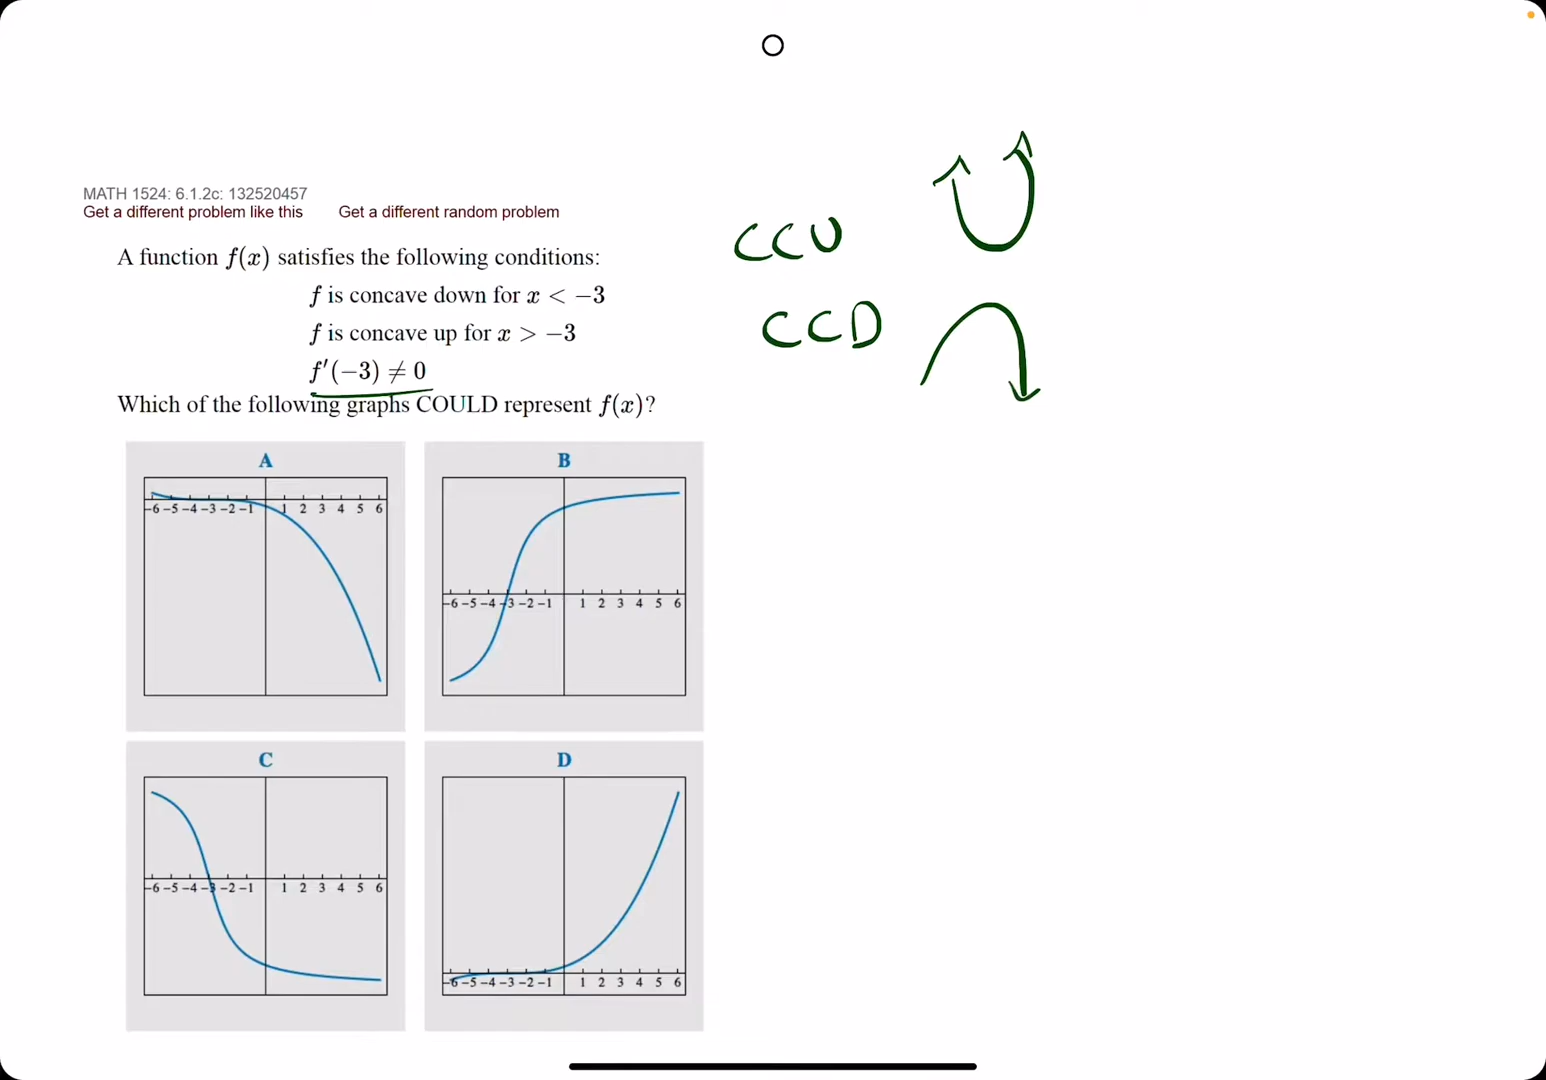 MATH 1524: 6.1.2c: 132520457
Get a different problem like this Get a different random problem
A function f(x) satisfies the following conditions:
f is concave down for x < −3
f is concave up for x > −3
f′(−3) ≠ 0
Which of the following graphs COULD represent f(x)?
CCU
CCD
A
-6 -5 -4 -3 -2 -1 1 2 3 4 5 6
B
-6 -5 -4 -3 -2 -1 1 2 3 4 5 6
C
-6 -5 -4 -3 -2 -1 1 2 3 4 5 6
D
-6 -5 -4 -3 -2 -1 1 2 3 4 5 6